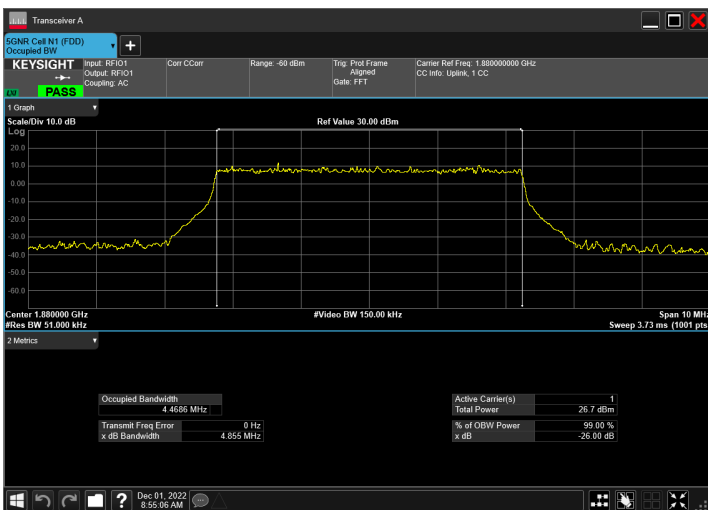 Transceiver A
5GNR Cell N1 (FDD)
Occupied BW
KEYSIGHT
LXI
PASS
Input: RFIO1
Output: RFIO1
Coupling: AC
Corr CCorr
Range: -60 dBm
Trig: Prot Frame
Aligned
Gate: FFT
Carrier Ref Freq: 1.880000000 GHz
CC Info: Uplink, 1 CC
1 Graph
Scale/Div 10.0 dB
Ref Value 30.00 dBm
Log
20.0
10.0
0.00
-10.0
-20.0
-30.0
-40.0
-50.0
-60.0
Center 1.880000 GHz
#Video BW 150.00 kHz
Span 10 MHz
#Res BW 51.000 kHz
Sweep 3.73 ms (1001 pts
2 Metrics
Occupied Bandwidth
4.4686 MHz
Transmit Freq Error 0 Hz
x dB Bandwidth 4.855 MHz
Active Carrier(s) 1
Total Power 26.7 dBm
% of OBW Power 99.00 %
x dB -26.00 dB
?
Dec 01, 2022
8:55:06 AM